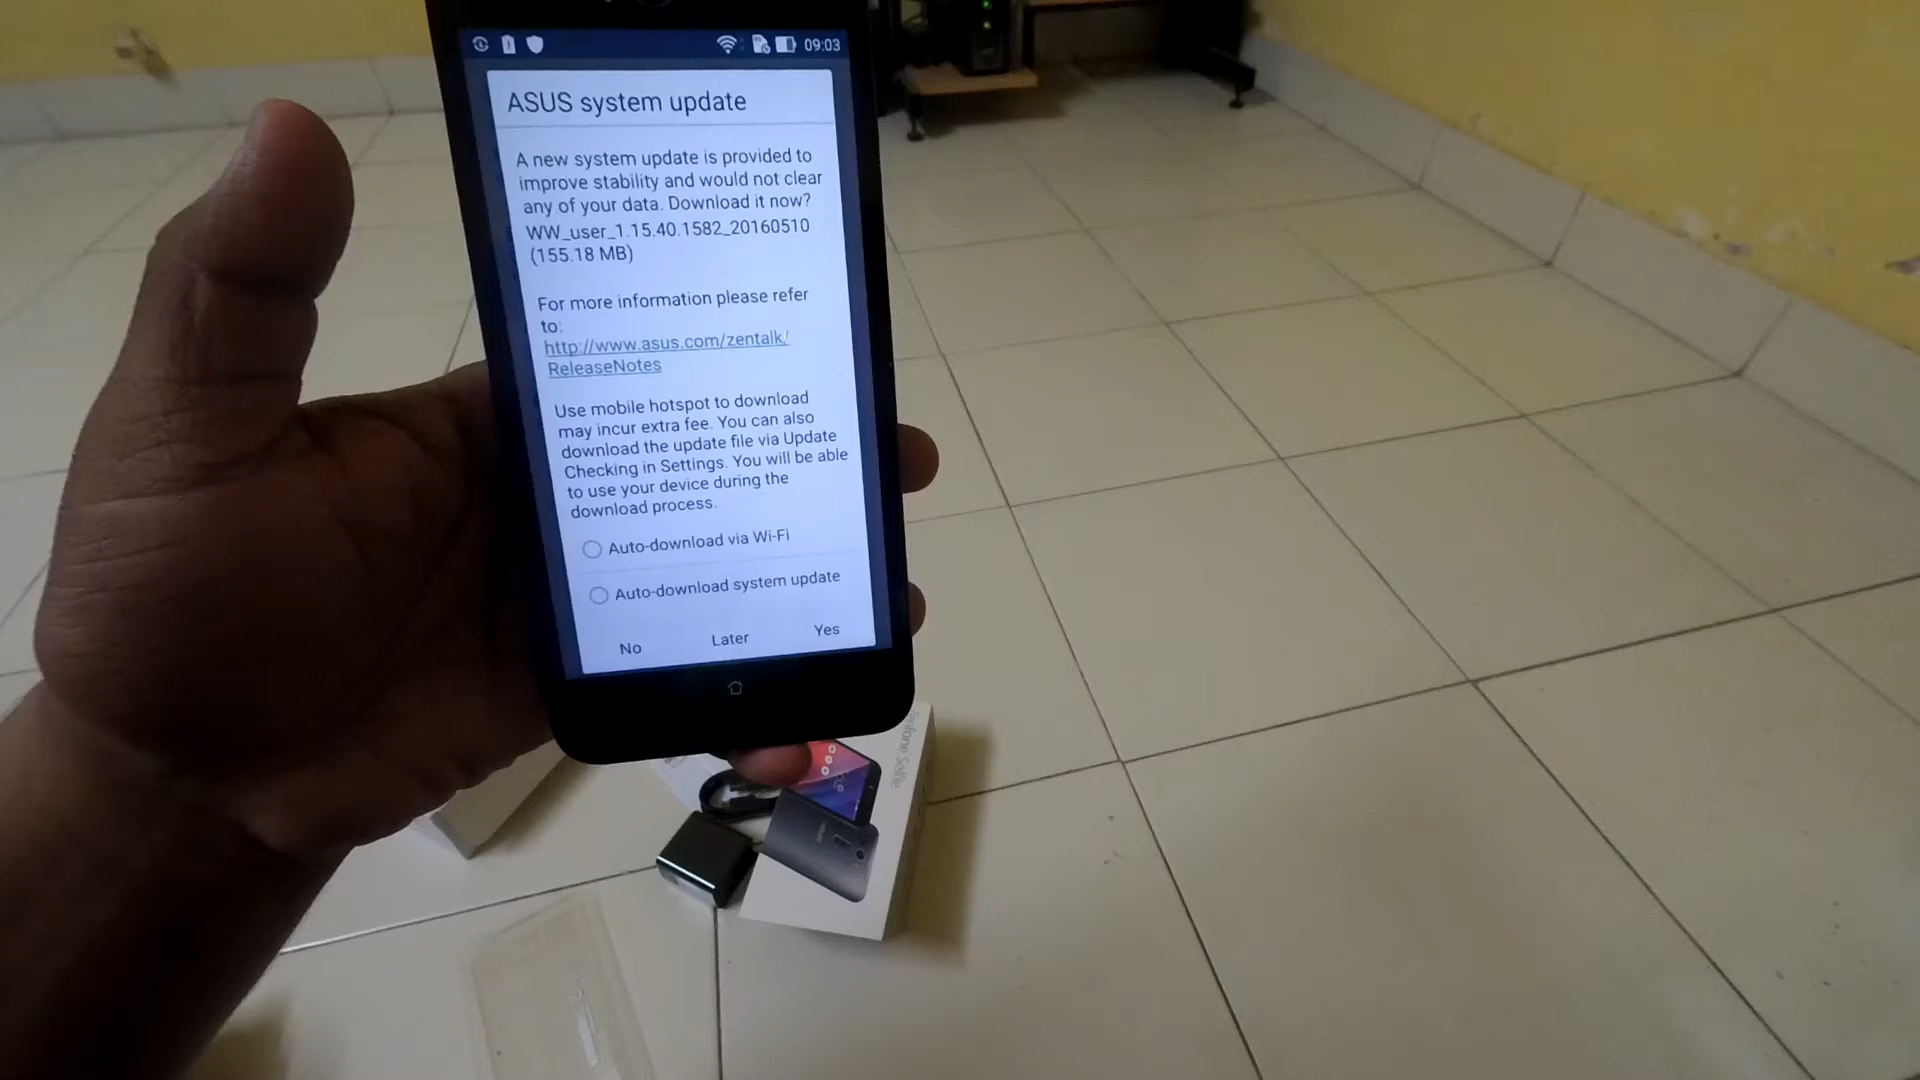 09:03
ASUS system update
A new system update is provided to
improve stability and would not clear
any of your data. Download it now?
WW_user_1.15.40.1582_20160510
(155.18 MB)
For more information please refer
to:
http://www.asus.com/zentalk/
ReleaseNotes
Use mobile hotspot to download
may incur extra fee. You can also
download the update file via Update
Checking in Settings. You will be able
to use your device during the
download process.
Auto-download via Wi-Fi
Auto-download system update
No Later Yes
Zenfone Selfie